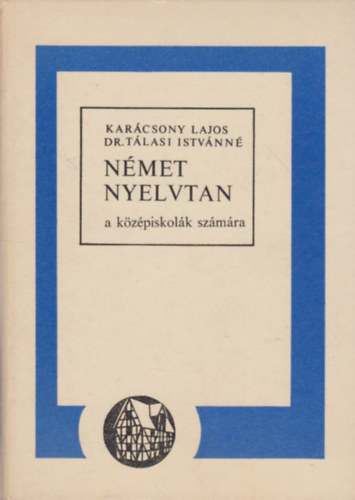 KARÁCSONY LAJOS
DR. TÁLASI ISTVÁNNÉ
NÉMET
NYELVTAN
a középiskolák számára